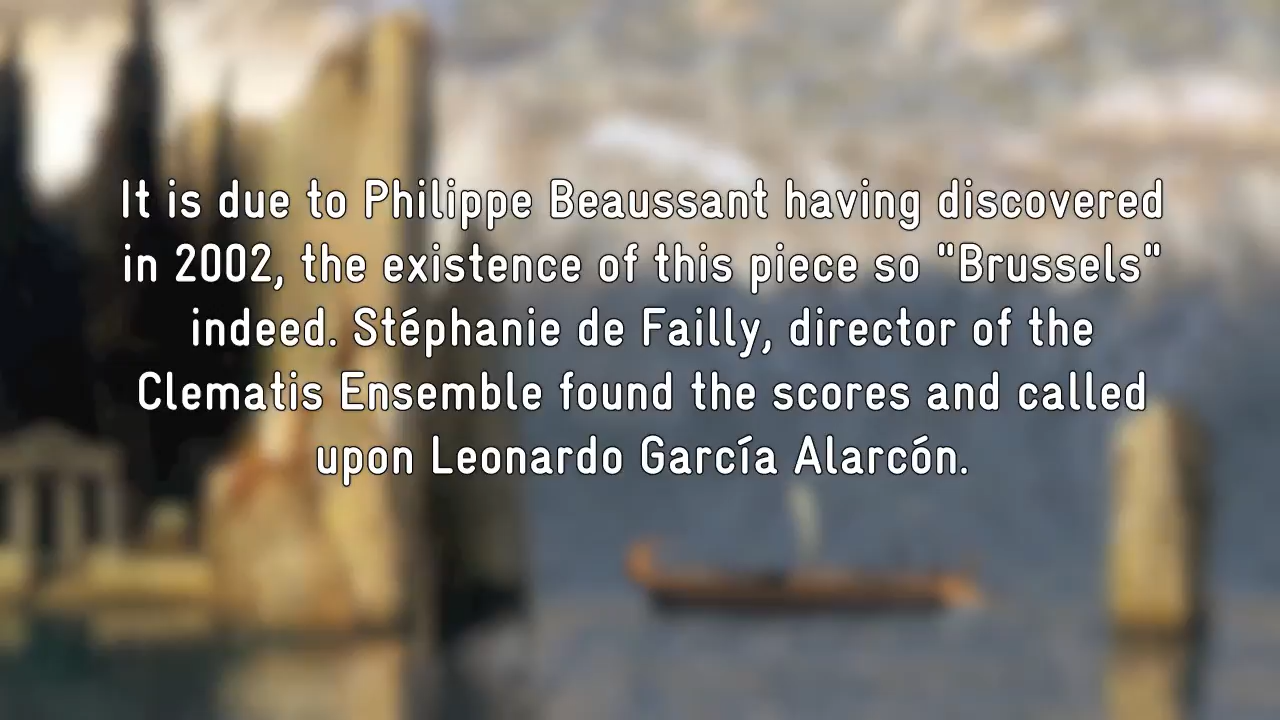 It is due to Philippe Beaussant having discovered
in 2002, the existence of this piece so "Brussels"
indeed. Stéphanie de Failly, director of the
Clematis Ensemble found the scores and called
upon Leonardo García Alarcón.